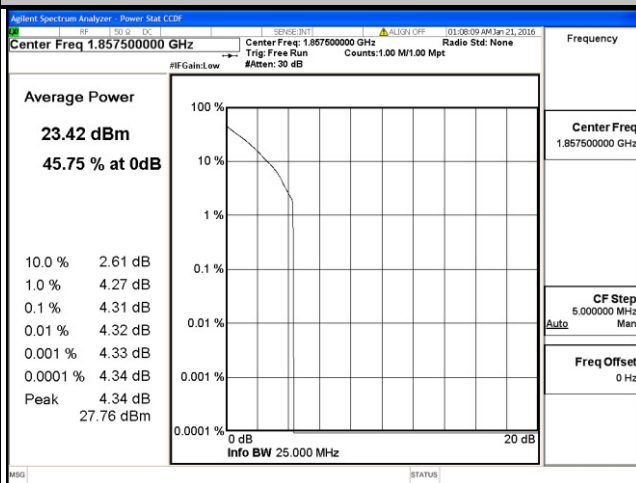 Agilent Spectrum Analyzer - Power Stat CCDF
RF 50 Ω DC SENSE:INT ALIGN OFF 01:08:09 AM Jan 21, 2016
Center Freq 1.857500000 GHz
Center Freq: 1.857500000 GHz Radio Std: None
Trig: Free Run Counts:1.00 M/1.00 Mpt
#IFGain:Low #Atten: 30 dB
Frequency
Average Power
23.42 dBm
45.75 % at 0dB
10.0 % 2.61 dB
1.0 % 4.27 dB
0.1 % 4.31 dB
0.01 % 4.32 dB
0.001 % 4.33 dB
0.0001 % 4.34 dB
Peak 4.34 dB
27.76 dBm
100 %
10 %
1 %
0.1 %
0.01 %
0.001 %
0.0001 %
0 dB 20 dB
Info BW 25.000 MHz
Center Freq
1.857500000 GHz
CF Step
5.000000 MHz
Auto Man
Freq Offset
0 Hz
MSG STATUS